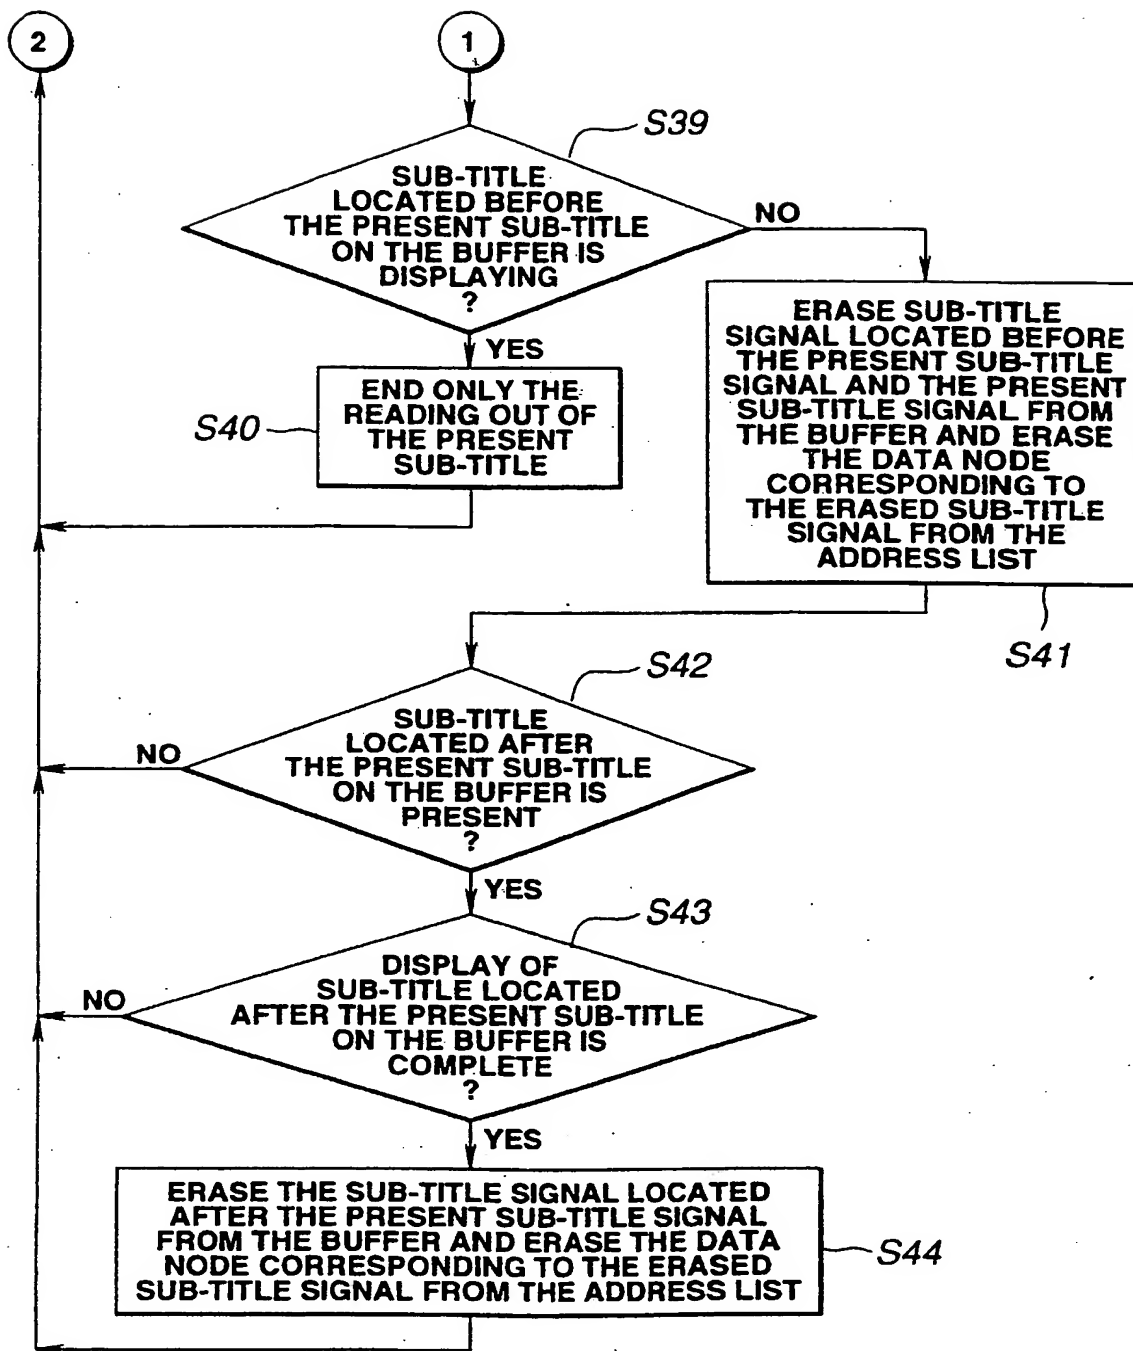 2
1
S39
SUB-TITLE
LOCATED BEFORE
THE PRESENT SUB-TITLE
ON THE BUFFER IS
DISPLAYING
?
NO
YES
S40
END ONLY THE
READING OUT OF
THE PRESENT
SUB-TITLE
ERASE SUB-TITLE
SIGNAL LOCATED BEFORE
THE PRESENT SUB-TITLE
SIGNAL AND THE PRESENT
SUB-TITLE SIGNAL FROM
THE BUFFER AND ERASE
THE DATA NODE
CORRESPONDING TO
THE ERASED SUB-TITLE
SIGNAL FROM THE
ADDRESS LIST
S41
S42
SUB-TITLE
LOCATED AFTER
THE PRESENT SUB-TITLE
ON THE BUFFER IS
PRESENT
?
NO
YES
S43
DISPLAY OF
SUB-TITLE LOCATED
AFTER THE PRESENT SUB-TITLE
ON THE BUFFER IS
COMPLETE
?
NO
YES
ERASE THE SUB-TITLE SIGNAL LOCATED
AFTER THE PRESENT SUB-TITLE SIGNAL
FROM THE BUFFER AND ERASE THE DATA
NODE CORRESPONDING TO THE ERASED
SUB-TITLE SIGNAL FROM THE ADDRESS LIST
S44